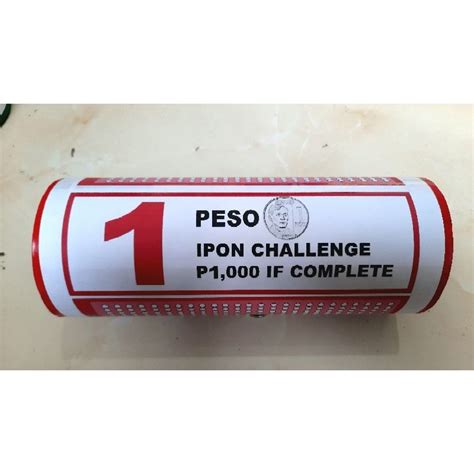 1 PESO
IPON CHALLENGE
P1,000 IF COMPLETE